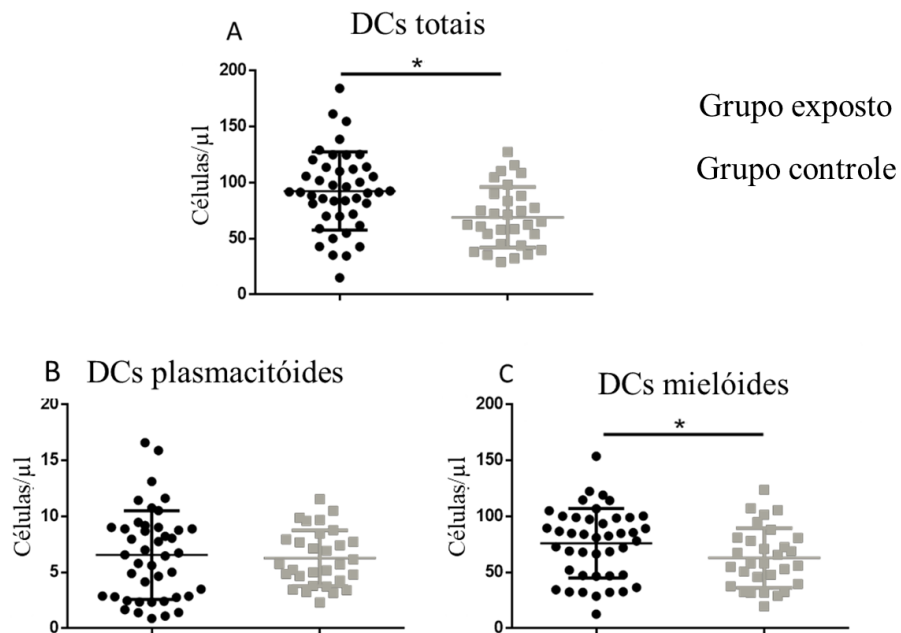 A
DCs totais
*
200
150
100
50
0
Células/µl
Grupo exposto
Grupo controle
B
DCs plasmacitóides
20
15
10
5
0
Células/µl
C
DCs mielóides
*
200
150
100
50
0
Células/µl